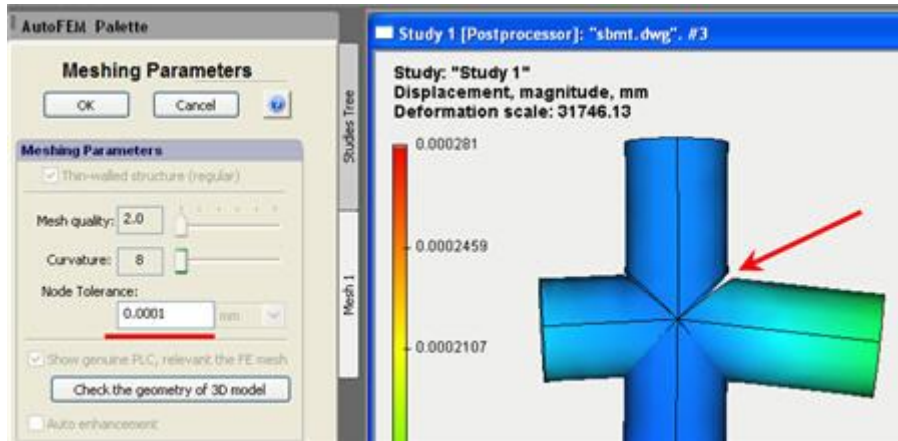 AutoFEM Palette
Meshing Parameters
OK
Cancel
Meshing Parameters
Thin-walled structure (regular)
Mesh quality: 2.0
Curvature: 8
Node Tolerance:
0.0001 mm
Show genuine PLC, relevant the FE mesh
Check the geometry of 3D model
Auto enhancement
Studies Tree
Mesh 1
Study 1 [Postprocessor]: "sbmt.dwg". #3
Study: "Study 1"
Displacement, magnitude, mm
Deformation scale: 31746.13
0.000281
0.0002459
0.0002107